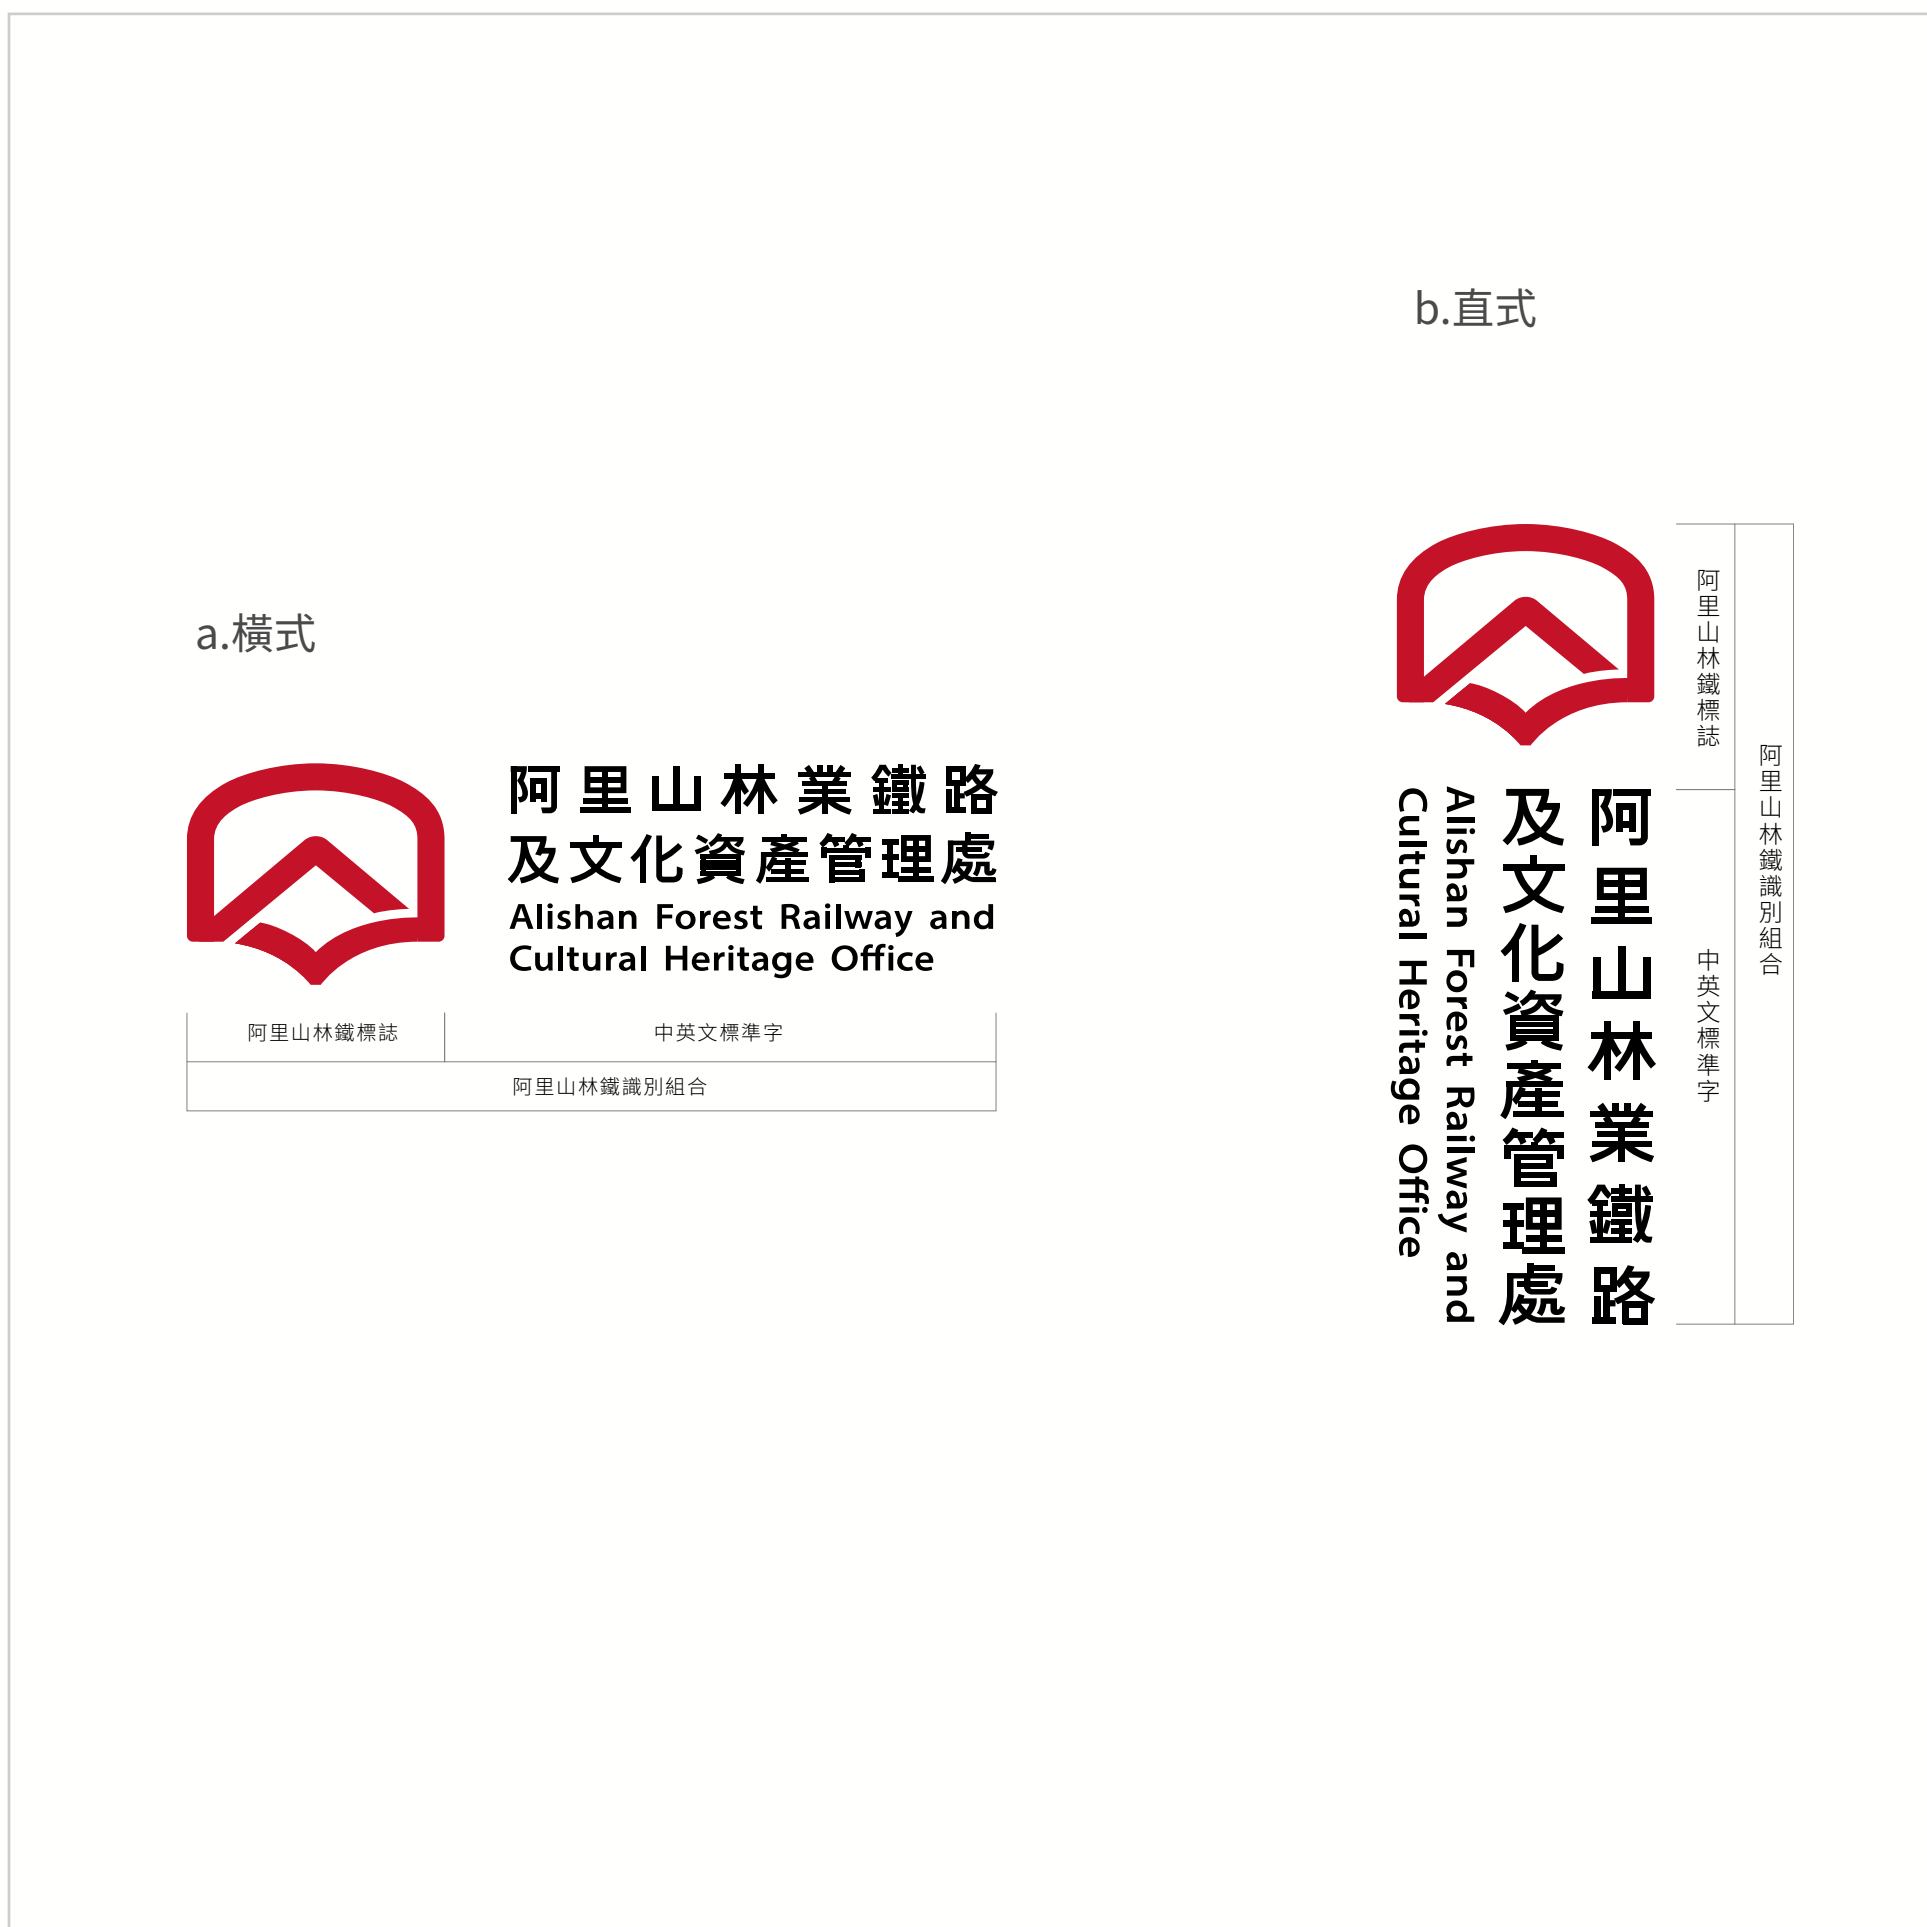 a.橫式
阿里山林業鐵路
及文化資產管理處
Alishan Forest Railway and
Cultural Heritage Office
阿里山林鐵標誌
中英文標準字
阿里山林鐵識別組合
b.直式
阿里山林業鐵路
及文化資產管理處
Alishan Forest Railway and
Cultural Heritage Office
阿里山林鐵標誌
中英文標準字
阿里山林鐵識別組合